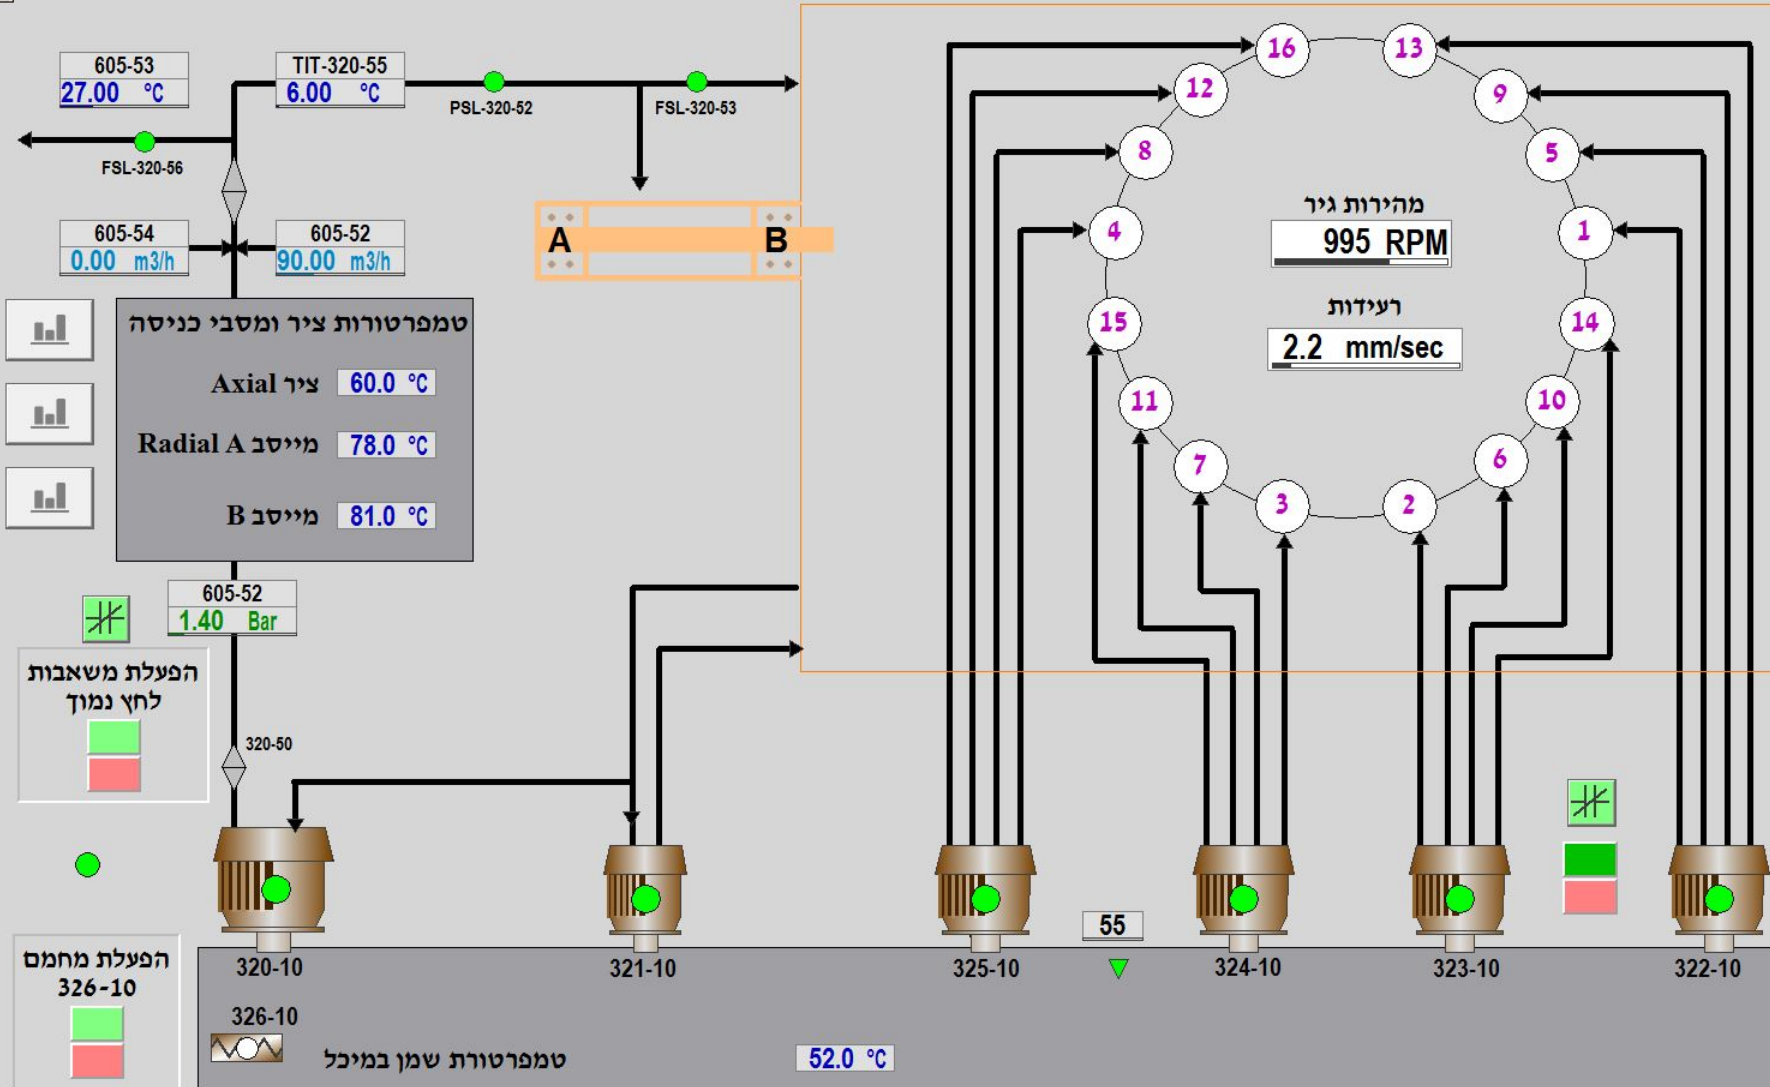 605-53
27.00 °C
TIT-320-55
6.00 °C
PSL-320-52
FSL-320-53
FSL-320-56
605-54
0.00 m3/h
605-52
90.00 m3/h
A
B
טמפרטורות ציר ומסבי כניסה
ציר Axial
60.0 °C
מייסב Radial A
78.0 °C
מייסב B
81.0 °C
605-52
1.40 Bar
הפעלת משאבות
לחץ נמוך
320-50
16
13
12
9
8
5
4
1
15
14
11
10
7
6
3
2
מהירות גיר
995 RPM
רעידות
2.2 mm/sec
55
320-10
321-10
325-10
324-10
323-10
322-10
הפעלת מחמם
326-10
326-10
טמפרטורת שמן במיכל
52.0 °C